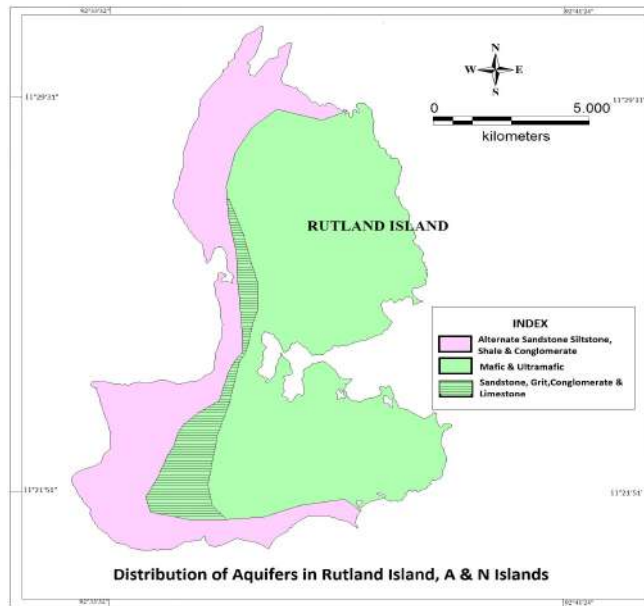 N
W E
S
0 5.000
kilometers
RUTLAND ISLAND
INDEX
Alternate Sandstone Siltstone,
Shale & Conglomerate
Mafic & Ultramafic
Sandstone, Grit,Conglomerate &
Limestone
Distribution of Aquifers in Rutland Island, A & N Islands